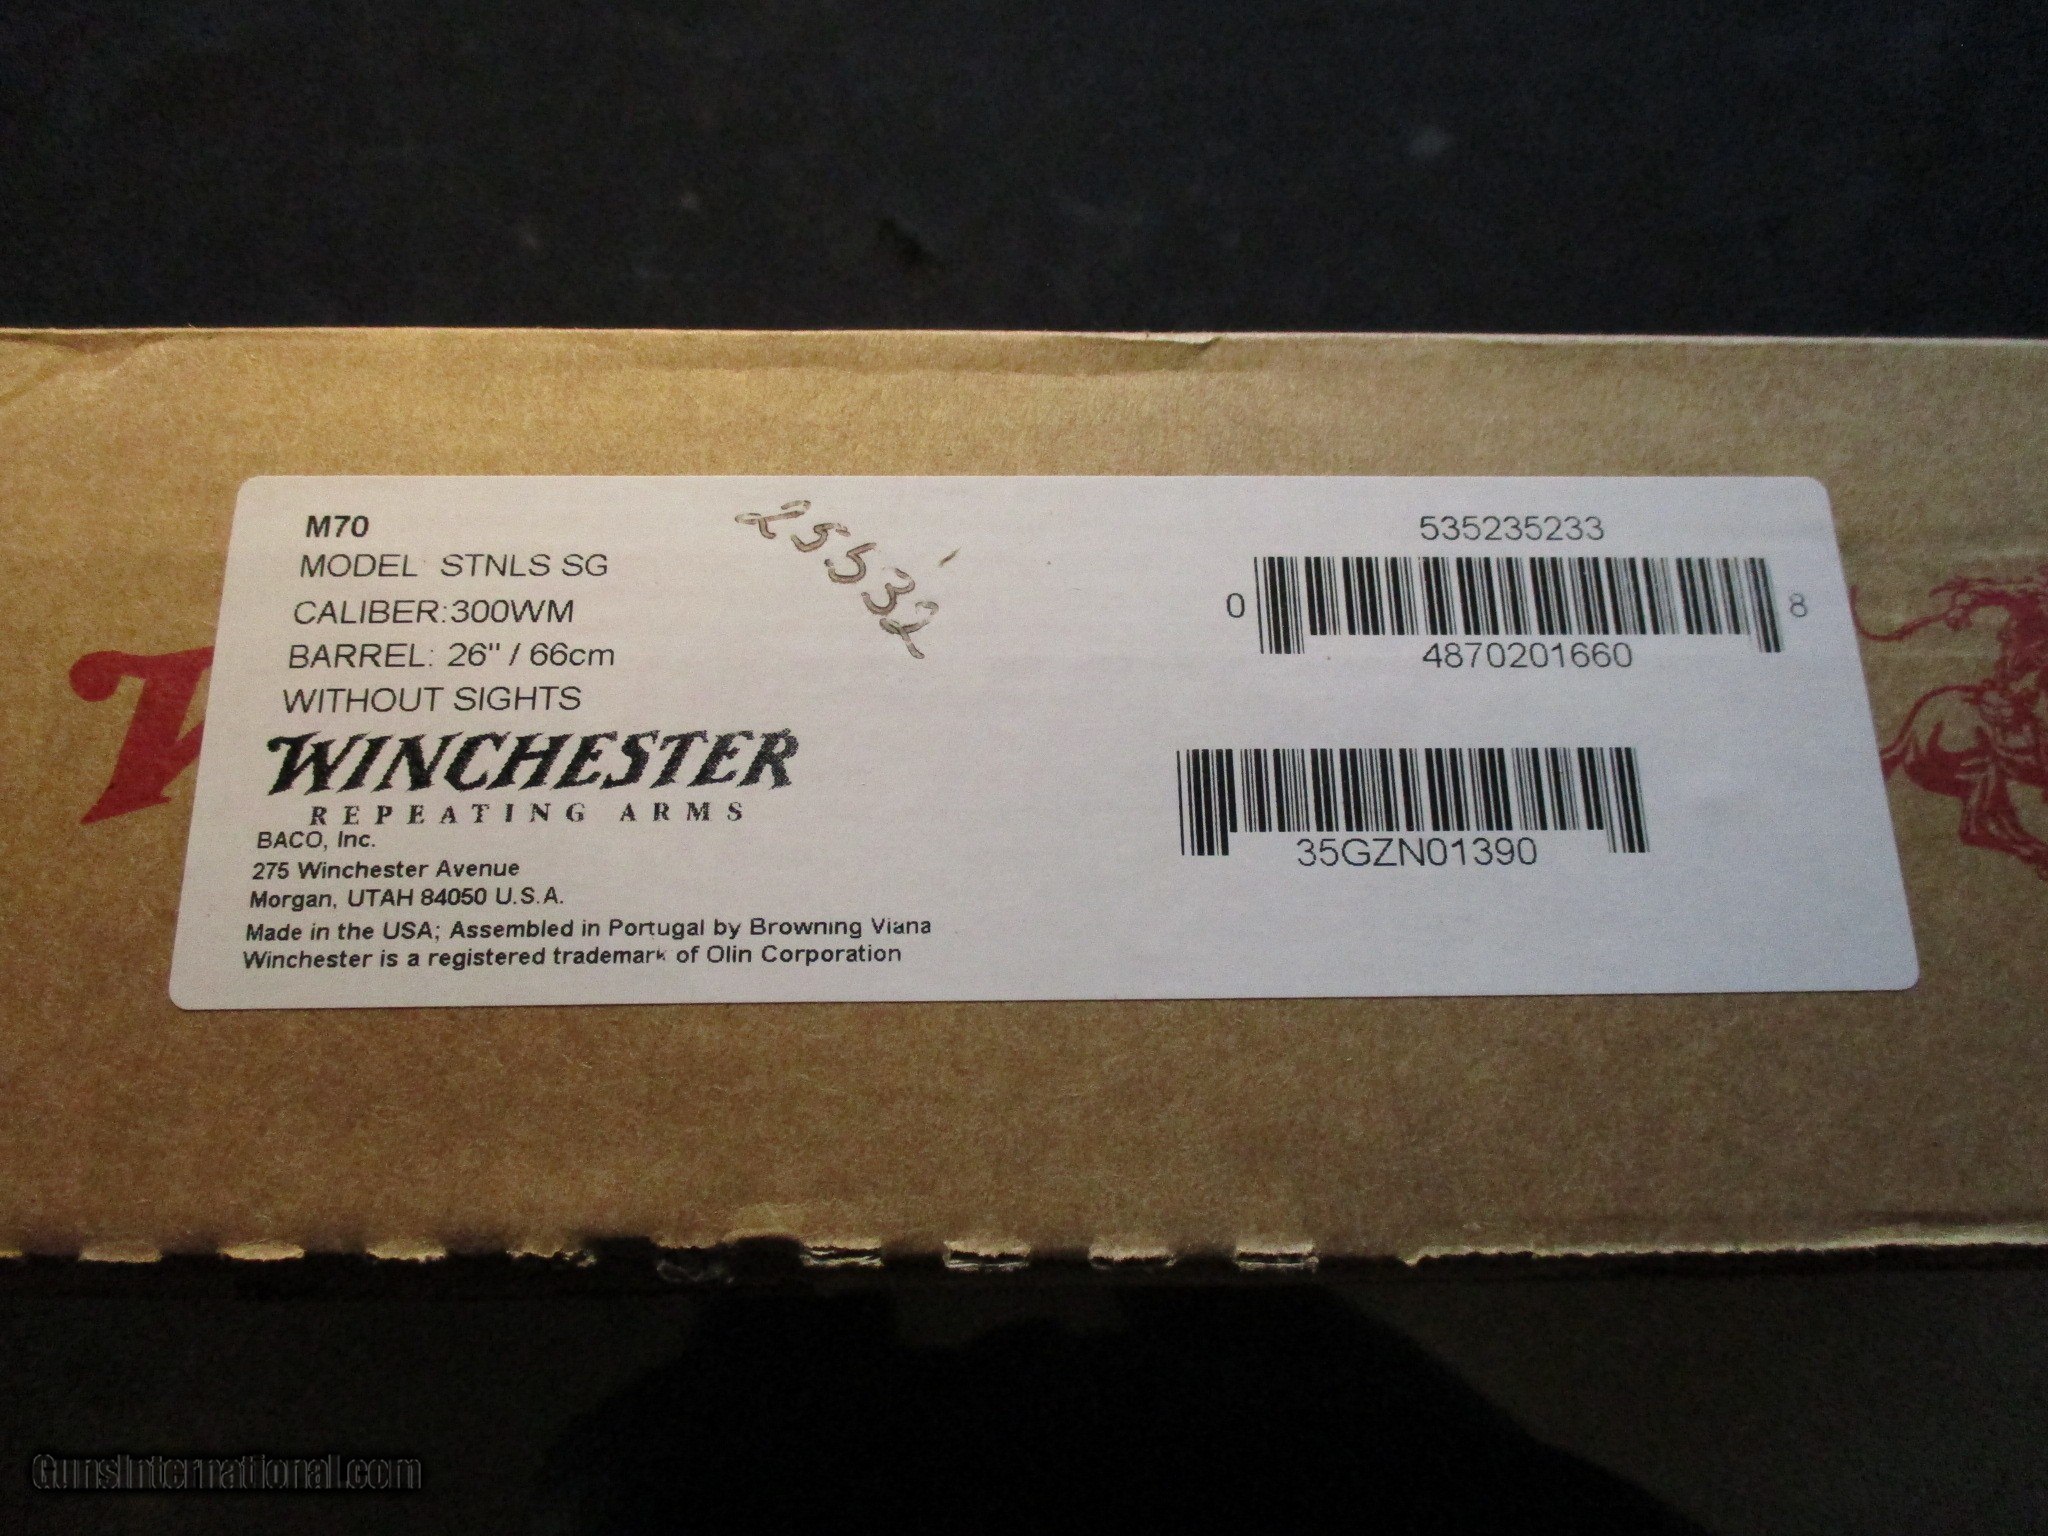 M70
MODEL STNLS SG
CALIBER:300WM
BARREL: 26" / 66cm
WITHOUT SIGHTS
WINCHESTER
REPEATING ARMS
BACO, Inc.
275 Winchester Avenue
Morgan, UTAH 84050 U.S.A.
Made in the USA; Assembled in Portugal by Browning Viana
Winchester is a registered trademark of Olin Corporation
25532
535235233
0 4870201660 8
35GZN01390
GunsInternational.com